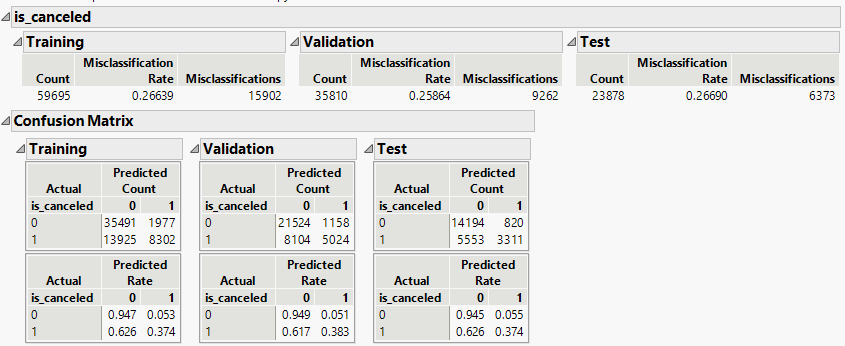 is_canceled
Training Validation Test
Misclassification Misclassification Misclassification
Count Rate Misclassifications Count Rate Misclassifications Count Rate Misclassifications
59695 0.26639 15902 35810 0.25864 9262 23878 0.26690 6373
Confusion Matrix
Training Validation Test
Predicted Predicted Predicted
Actual Count Actual Count Actual Count
is_canceled 0 1 is_canceled 0 1 is_canceled 0 1
0 35491 1977 0 21524 1158 0 14194 820
1 13925 8302 1 8104 5024 1 5553 3311
Predicted Predicted Predicted
Actual Rate Actual Rate Actual Rate
is_canceled 0 1 is_canceled 0 1 is_canceled 0 1
0 0.947 0.053 0 0.949 0.051 0 0.945 0.055
1 0.626 0.374 1 0.617 0.383 1 0.626 0.374